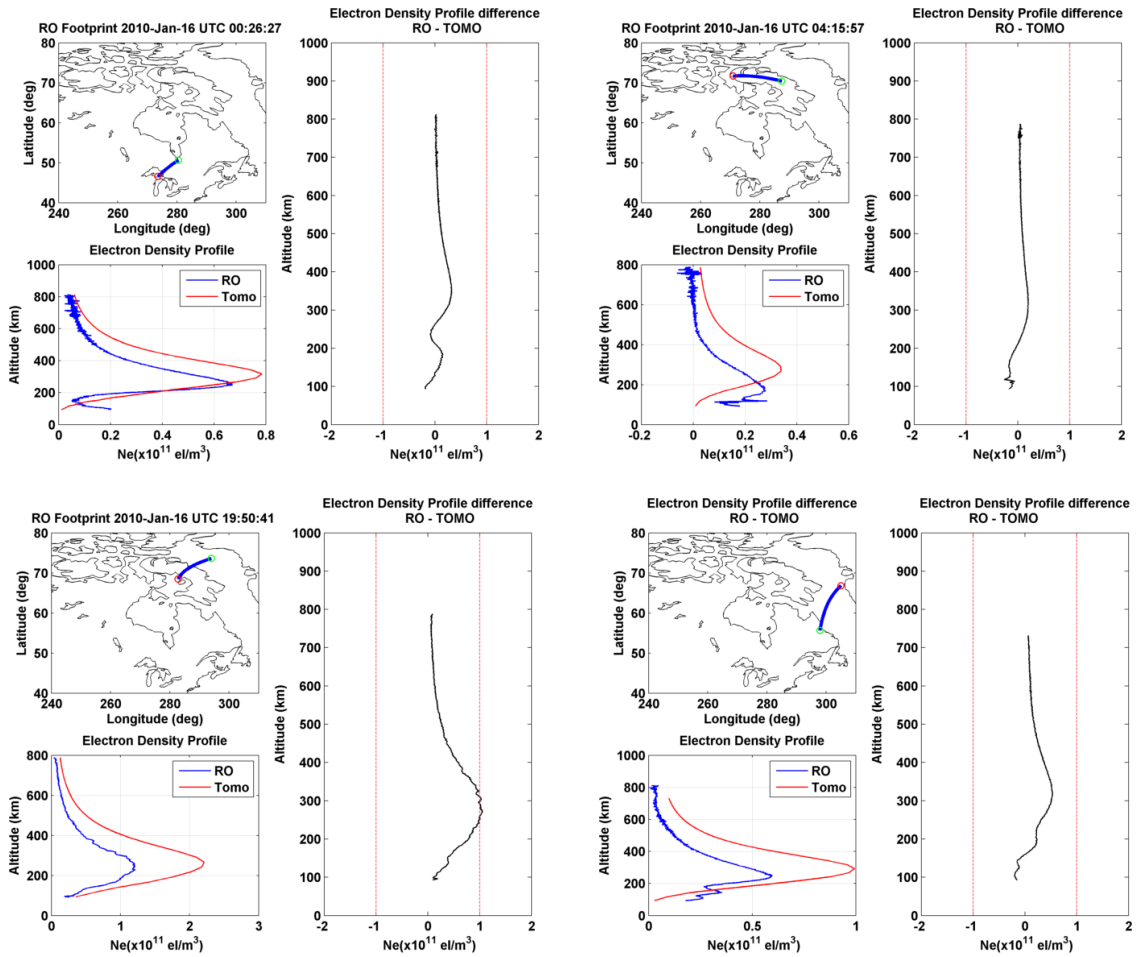 RO Footprint 2010-Jan-16 UTC 00:26:27
80
70
60
50
40
Latitude (deg)
240 260 280 300
Longitude (deg)
Electron Density Profile
1000
800
600
400
200
0
Altitude (km)
RO
Tomo
0 0.2 0.4 0.6 0.8
Ne(x10¹¹ el/m³)
Electron Density Profile difference
RO - TOMO
1000
900
800
700
600
500
400
300
200
100
0
Altitude (km)
-2 -1 0 1 2
Ne(x10¹¹ el/m³)
RO Footprint 2010-Jan-16 UTC 04:15:57
80
70
60
50
40
Latitude (deg)
240 260 280 300
Longitude (deg)
Electron Density Profile
800
600
400
200
0
Altitude (km)
RO
Tomo
-0.2 0 0.2 0.4 0.6
Ne(x10¹¹ el/m³)
Electron Density Profile difference
RO - TOMO
1000
900
800
700
600
500
400
300
200
100
0
Altitude (km)
-2 -1 0 1 2
Ne(x10¹¹ el/m³)
RO Footprint 2010-Jan-16 UTC 19:50:41
80
70
60
50
40
Latitude (deg)
240 260 280 300
Longitude (deg)
Electron Density Profile
800
600
400
200
0
Altitude (km)
RO
Tomo
0 1 2 3
Ne(x10¹¹ el/m³)
Electron Density Profile difference
RO - TOMO
1000
900
800
700
600
500
400
300
200
100
0
Altitude (km)
-2 -1 0 1 2
Ne(x10¹¹ el/m³)
Electron Density Profile difference
RO - TOMO
80
70
60
50
40
Latitude (deg)
240 260 280 300
Longitude (deg)
Electron Density Profile
1000
800
600
400
200
0
Altitude (km)
RO
Tomo
0 0.5 1
Ne(x10¹¹ el/m³)
Electron Density Profile difference
RO - TOMO
1000
900
800
700
600
500
400
300
200
100
0
Altitude (km)
-2 -1 0 1 2
Ne(x10¹¹ el/m³)